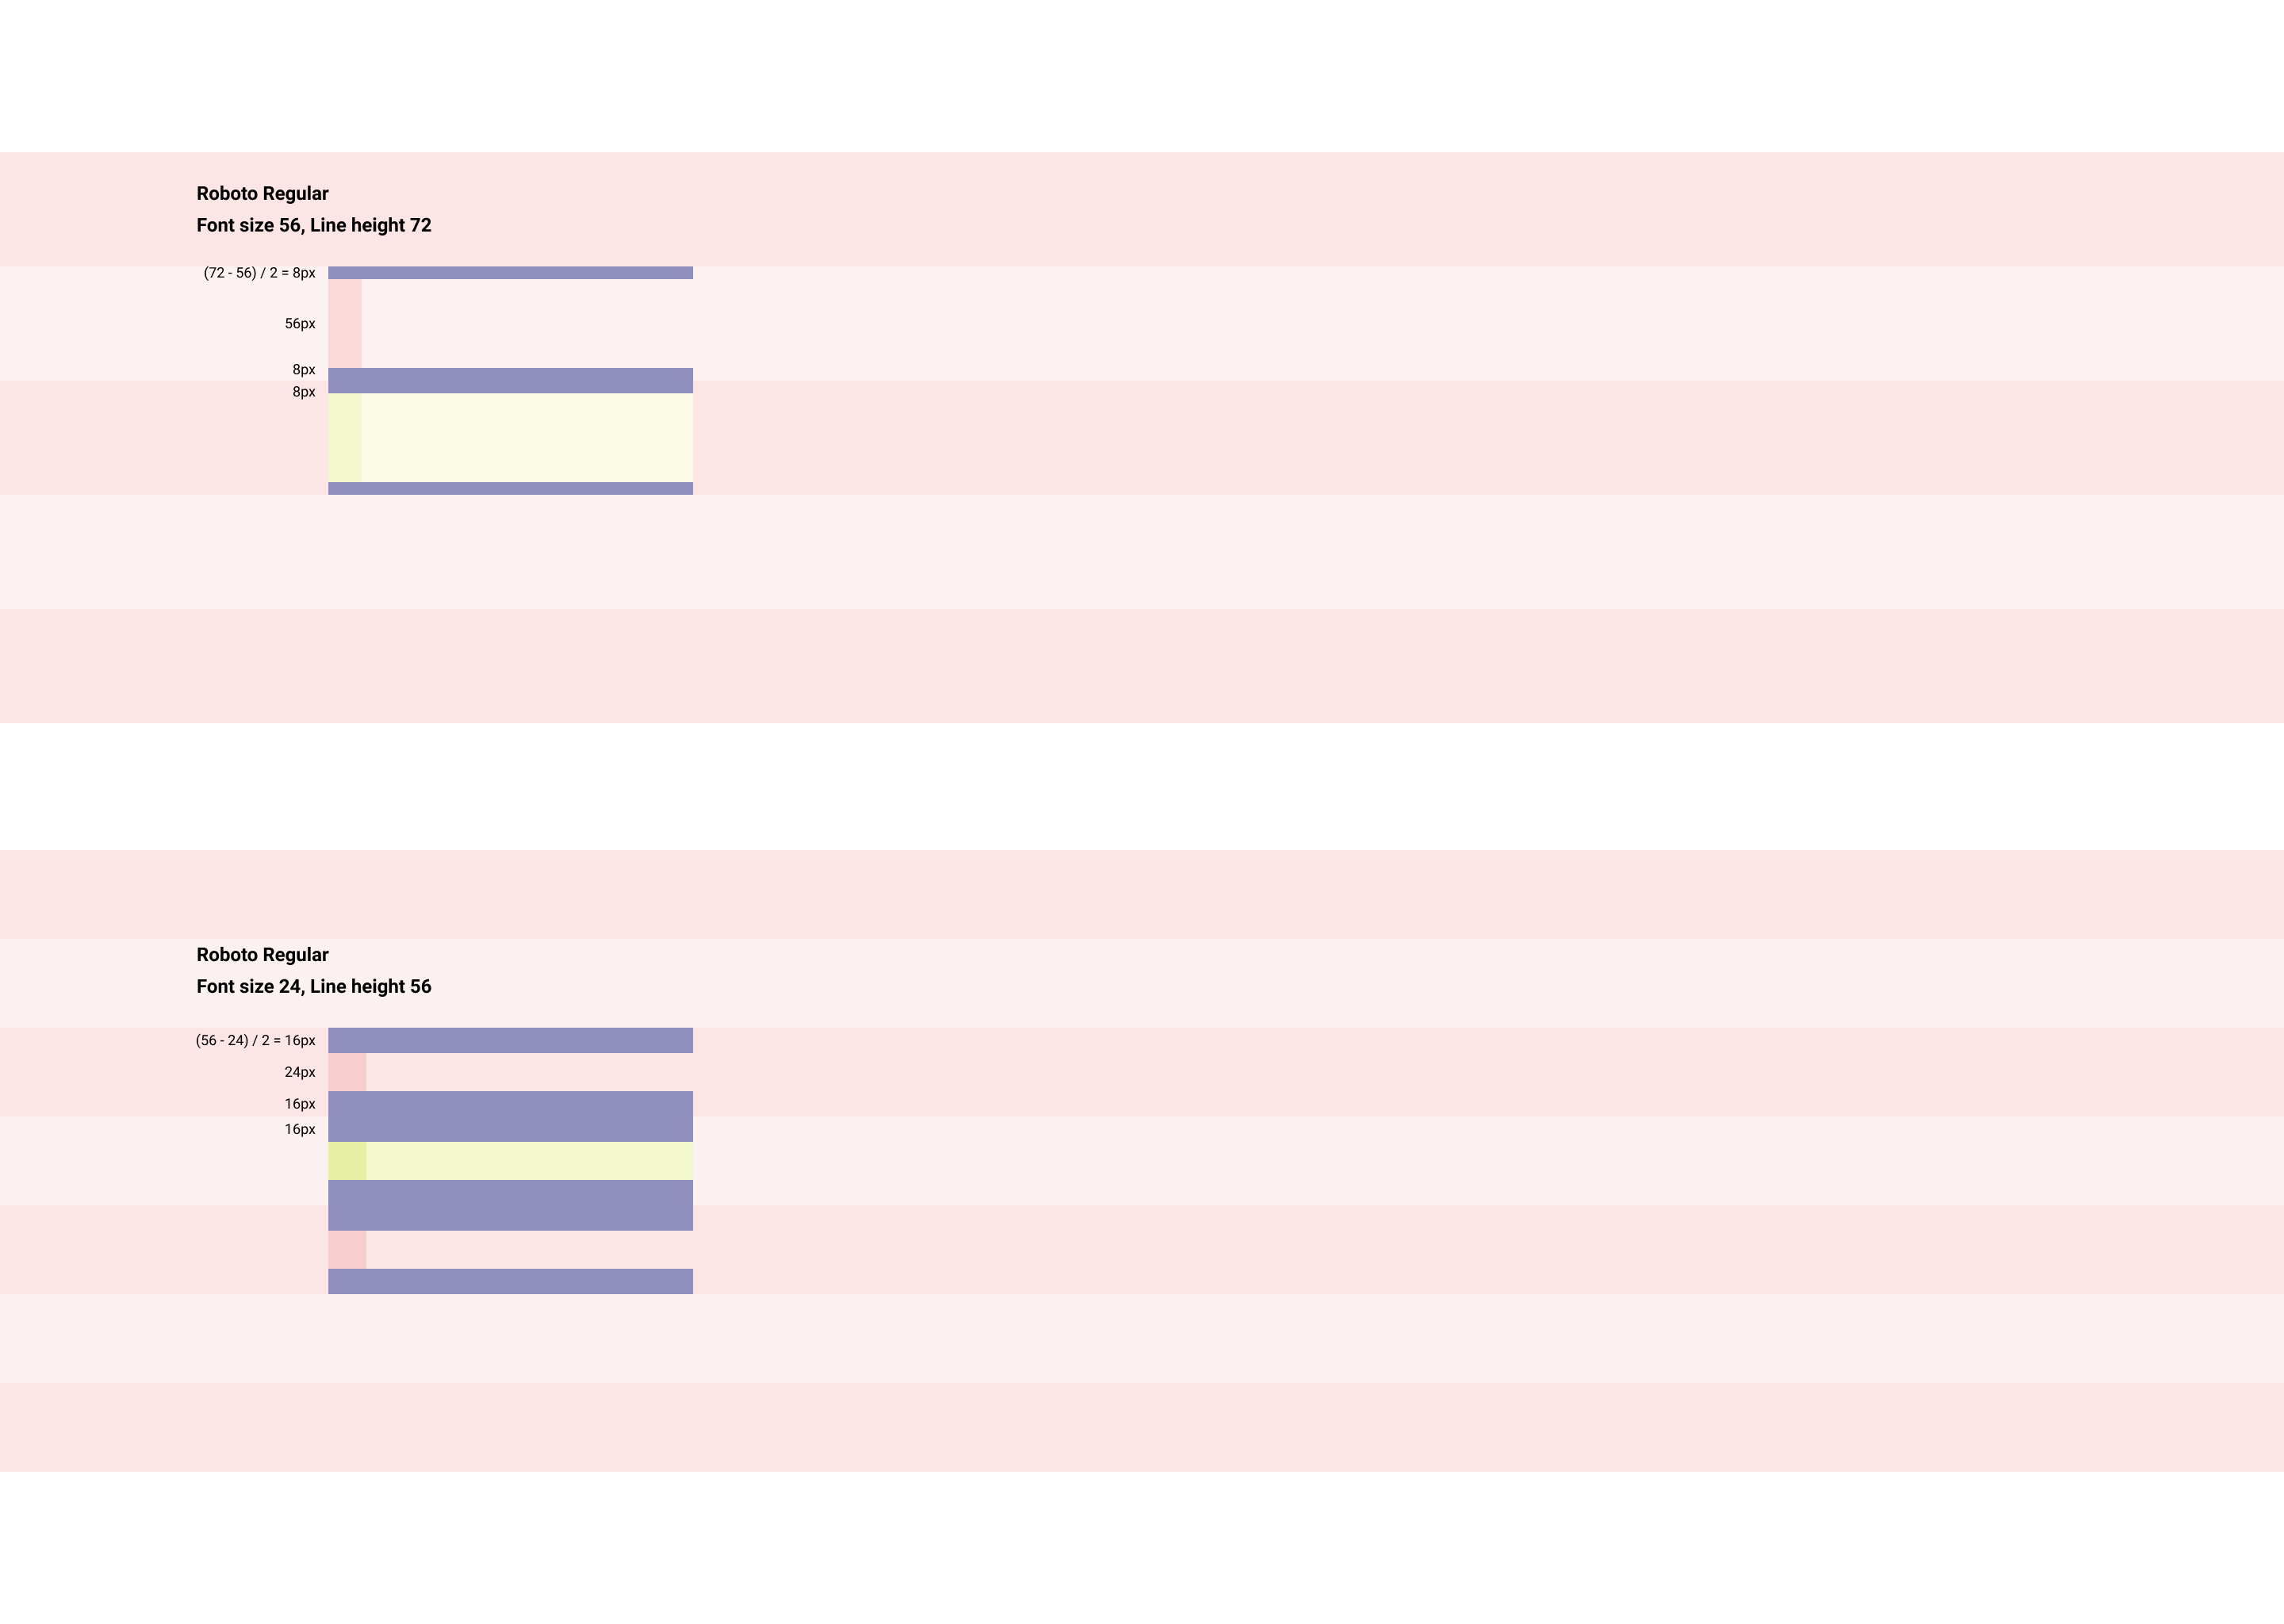 Roboto Regular
Font size 56, Line height 72
(72 - 56) / 2 = 8px
56px
8px
8px
Roboto Regular
Font size 24, Line height 56
(56 - 24) / 2 = 16px
24px
16px
16px